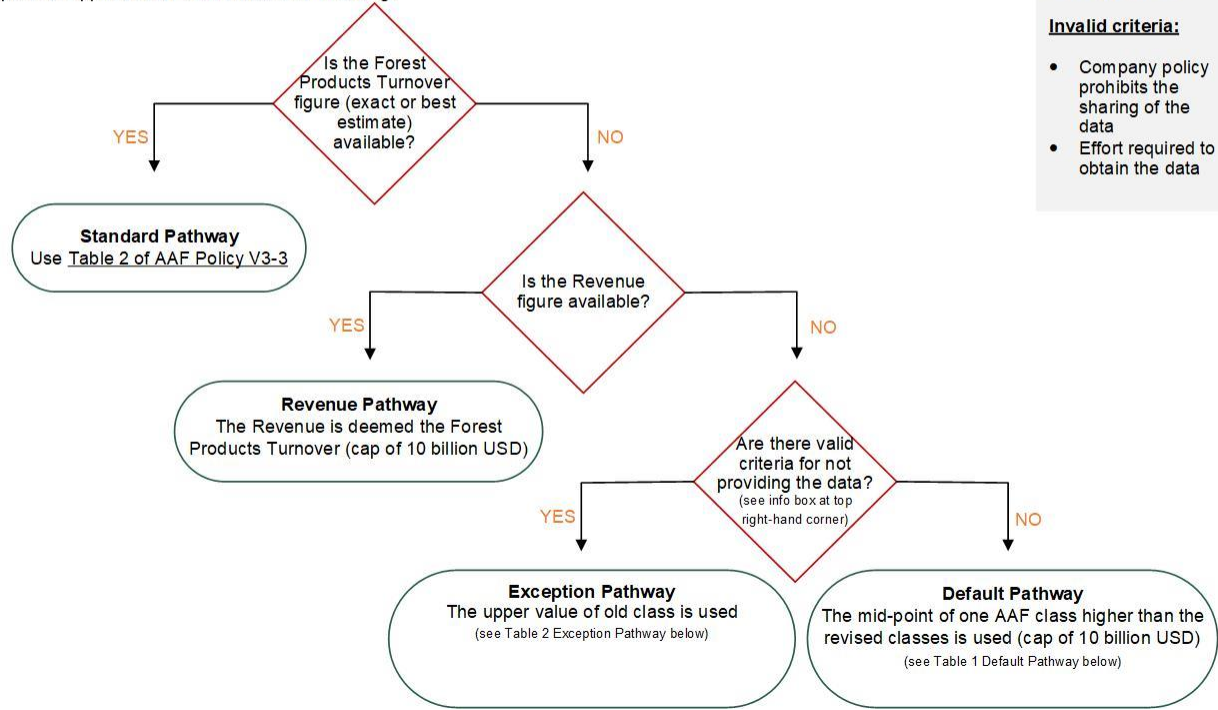 Is the Forest
Products Turnover
figure (exact or best
estimate)
available?
YES
NO
Invalid criteria:
• Company policy
prohibits the
sharing of the
data
• Effort required to
obtain the data
Standard Pathway
Use Table 2 of AAF Policy V3-3
Is the Revenue
figure available?
YES
NO
Revenue Pathway
The Revenue is deemed the Forest
Products Turnover (cap of 10 billion USD)
Are there valid
criteria for not
providing the data?
(see info box at top
right-hand corner)
YES
NO
Exception Pathway
The upper value of old class is used
(see Table 2 Exception Pathway below)
Default Pathway
The mid-point of one AAF class higher than the
revised classes is used (cap of 10 billion USD)
(see Table 1 Default Pathway below)